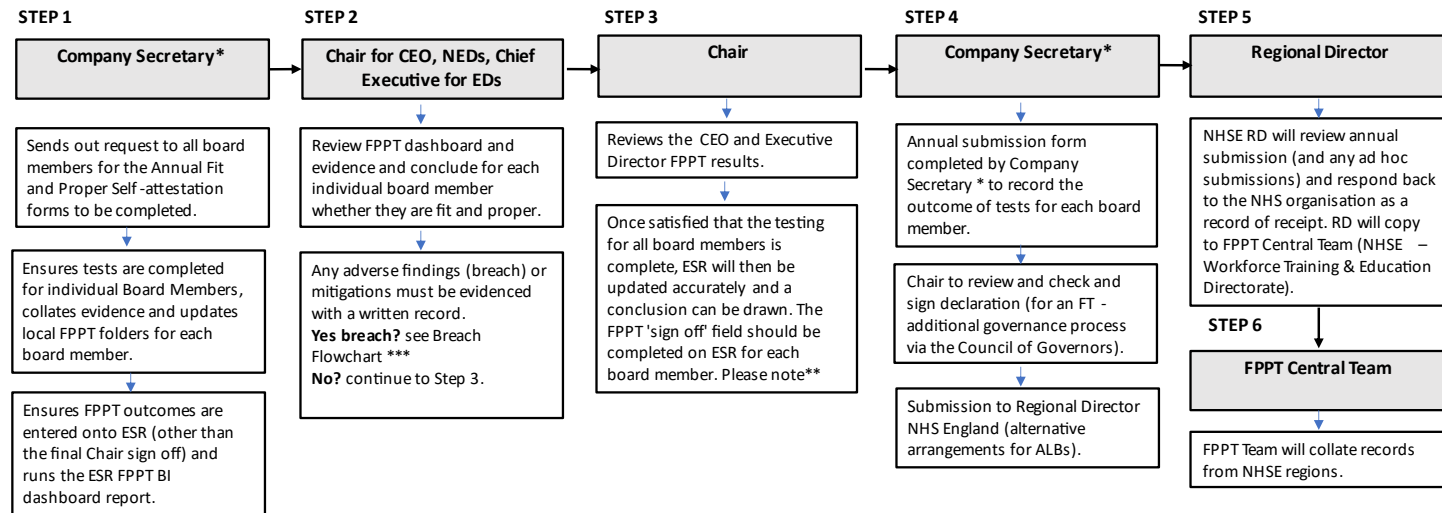 STEP 1
Company Secretary*
Sends out request to all board
members for the Annual Fit
and Proper Self-attestation
forms to be completed.
Ensures tests are completed
for individual Board Members,
collates evidence and updates
local FPPT folders for each
board member.
Ensures FPPT outcomes are
entered onto ESR (other than
the final Chair sign off) and
runs the ESR FPPT BI
dashboard report.
STEP 2
Chair for CEO, NEDs, Chief
Executive for EDs
Review FPPT dashboard and
evidence and conclude for each
individual board member
whether they are fit and proper.
Any adverse findings (breach) or
mitigations must be evidenced
with a written record.
Yes breach? see Breach
Flowchart ***
No? continue to Step 3.
STEP 3
Chair
Reviews the CEO and Executive
Director FPPT results.
Once satisfied that the testing
for all board members is
complete, ESR will then be
updated accurately and a
conclusion can be drawn. The
FPPT 'sign off' field should be
completed on ESR for each
board member. Please note**
STEP 4
Company Secretary*
Annual submission form
completed by Company
Secretary * to record the
outcome of tests for each board
member.
Chair to review and check and
sign declaration (for an FT -
additional governance process
via the Council of Governors).
Submission to Regional Director
NHS England (alternative
arrangements for ALBs).
STEP 5
Regional Director
NHSE RD will review annual
submission (and any ad hoc
submissions) and respond back
to the NHS organisation as a
record of receipt. RD will copy
to FPPT Central Team (NHSE –
Workforce Training & Education
Directorate).
STEP 6
FPPT Central Team
FPPT Team will collate records
from NHSE regions.